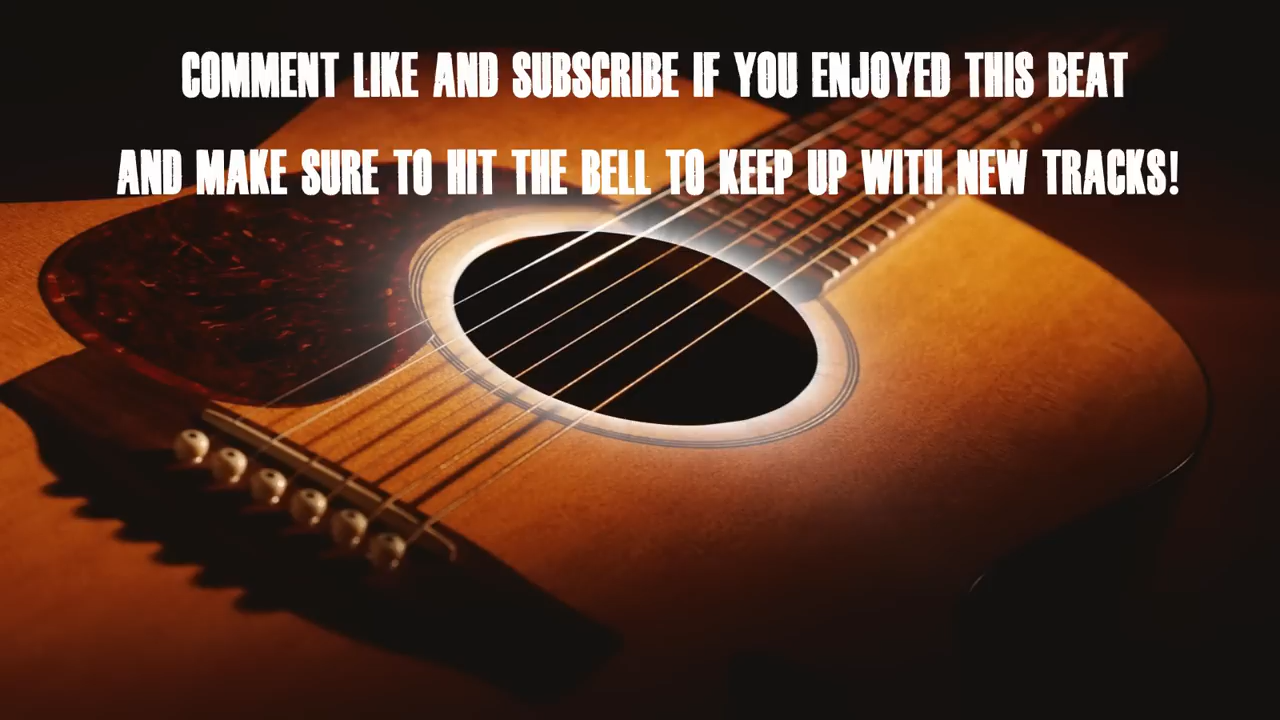 COMMENT LIKE AND SUBSCRIBE IF YOU ENJOYED THIS BEAT
AND MAKE SURE TO HIT THE BELL TO KEEP UP WITH NEW TRACKS!